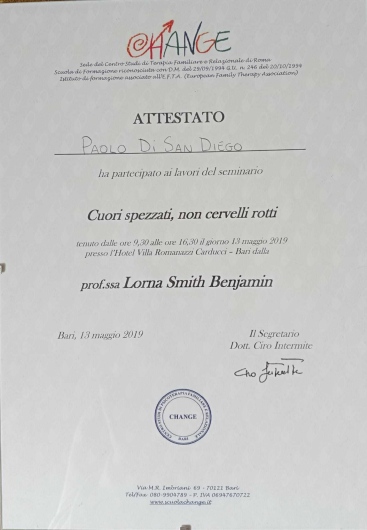 CHANGE
Sede del Centro Studi di Terapia Familiare e Relazionale di Roma
Scuola di Formazione riconosciuta con D.M. del 29/09/1994 G.U. n. 246 del 20/10/1994
Istituto di formazione associato all'E.F.T.A. (European Family Therapy Association)
ATTESTATO
PAOLO Di SAN DIEGO
ha partecipato ai lavori del seminario
Cuori spezzati, non cervelli rotti
tenuto dalle ore 9,30 alle ore 16,30 il giorno 13 maggio 2019
presso l'Hotel Villa Romanazzi Carducci – Bari dalla
prof.ssa Lorna Smith Benjamin
Bari, 13 maggio 2019
Il Segretario
Dott. Ciro Intermite
CHANGE
BARI
Via M.R. Imbriani 69 - 70121 Bari
Tel/Fax: 080-9904789 - P. IVA 06947670722
www.scuolachange.it